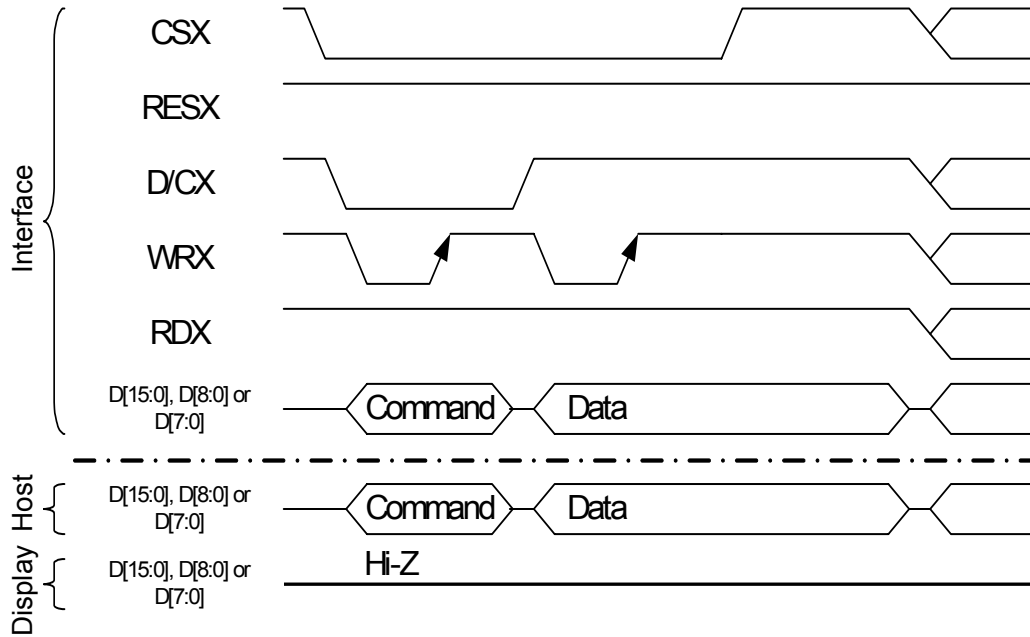 Interface
CSX
RESX
D/CX
WRX
RDX
D[15:0], D[8:0] or
D[7:0]
Command
Data
Host
D[15:0], D[8:0] or
D[7:0]
Command
Data
Display
D[15:0], D[8:0] or
D[7:0]
Hi-Z